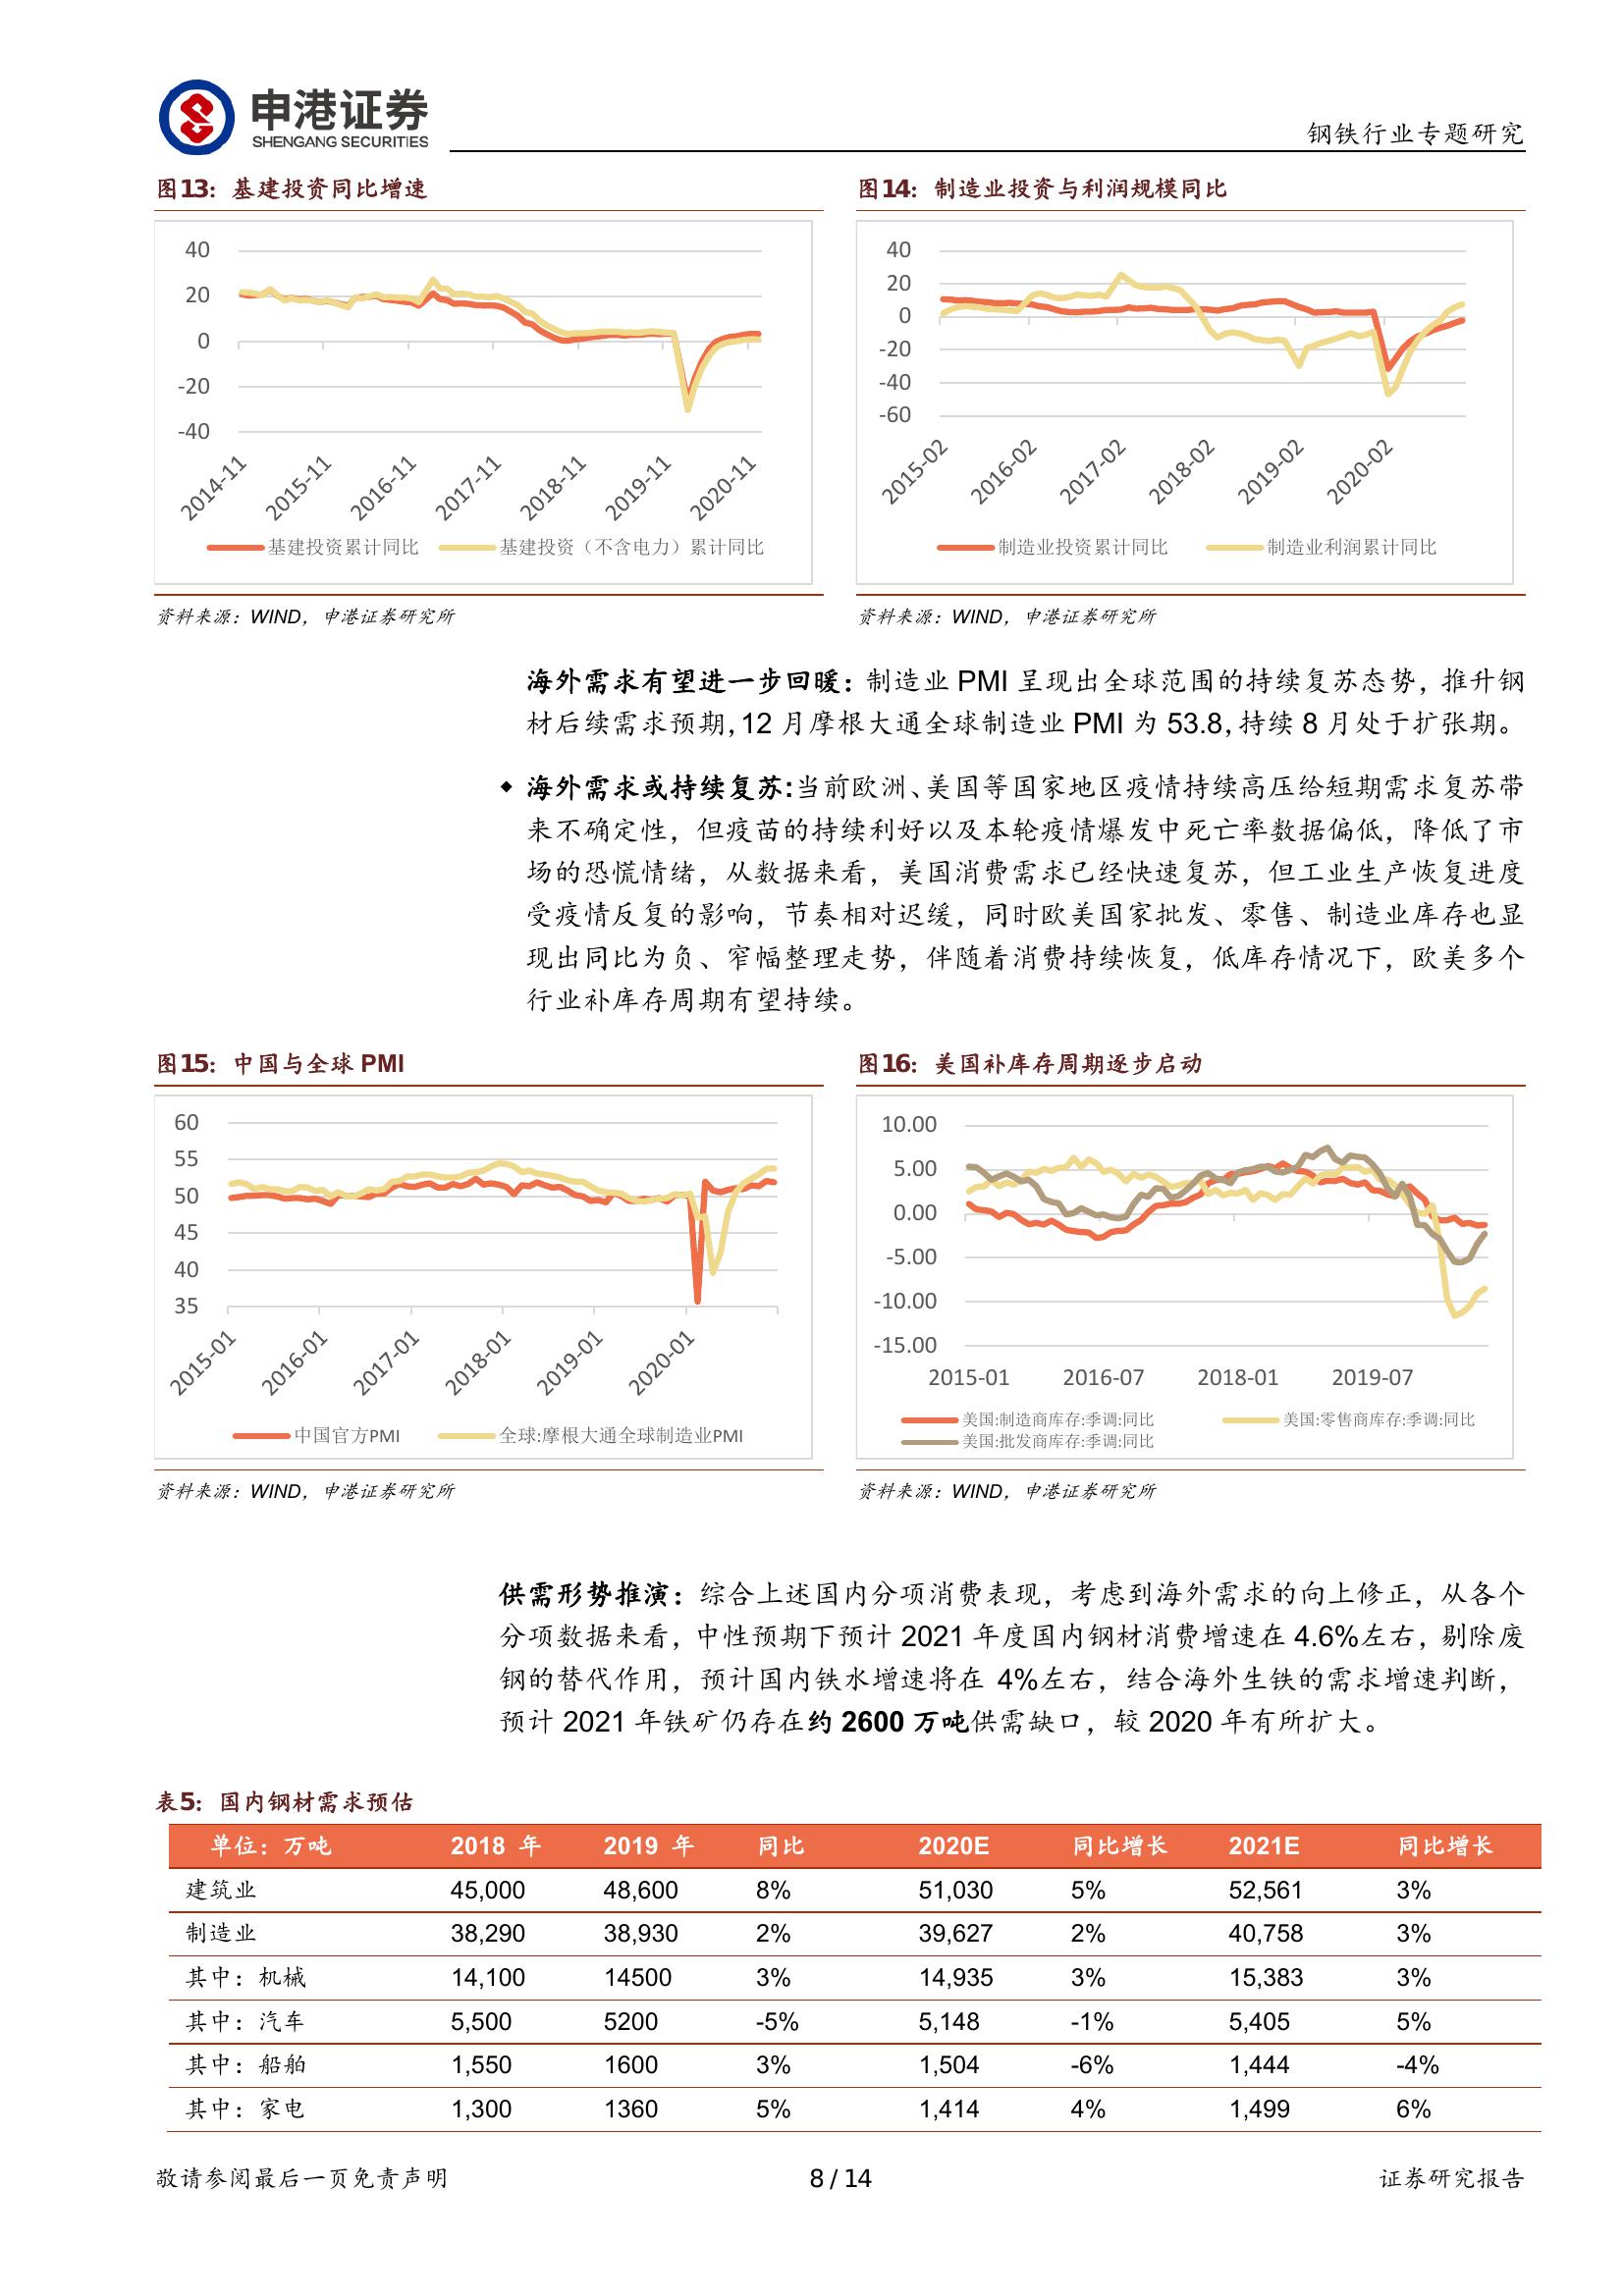 申港证券
SHENGANG SECURITIES
钢铁行业专题研究
图13：基建投资同比增速
40
20
0
-20
-40
2014-11
2015-11
2016-11
2017-11
2018-11
2019-11
2020-11
基建投资累计同比
基建投资（不含电力）累计同比
资料来源：WIND，申港证券研究所
图14：制造业投资与利润规模同比
40
20
0
-20
-40
-60
2015-02
2016-02
2017-02
2018-02
2019-02
2020-02
制造业投资累计同比
制造业利润累计同比
资料来源：WIND，申港证券研究所
海外需求有望进一步回暖：制造业 PMI 呈现出全球范围的持续复苏态势，推升钢
材后续需求预期，12 月摩根大通全球制造业 PMI 为 53.8，持续 8 月处于扩张期。
◆ 海外需求或持续复苏:当前欧洲、美国等国家地区疫情持续高压给短期需求复苏带
来不确定性，但疫苗的持续利好以及本轮疫情爆发中死亡率数据偏低，降低了市
场的恐慌情绪，从数据来看，美国消费需求已经快速复苏，但工业生产恢复进度
受疫情反复的影响，节奏相对迟缓，同时欧美国家批发、零售、制造业库存也显
现出同比为负、窄幅整理走势，伴随着消费持续恢复，低库存情况下，欧美多个
行业补库存周期有望持续。
图15：中国与全球 PMI
60
55
50
45
40
35
2015-01
2016-01
2017-01
2018-01
2019-01
2020-01
中国官方PMI
全球:摩根大通全球制造业PMI
资料来源：WIND，申港证券研究所
图16：美国补库存周期逐步启动
10.00
5.00
0.00
-5.00
-10.00
-15.00
2015-01 2016-07 2018-01 2019-07
美国:制造商库存:季调:同比
美国:零售商库存:季调:同比
美国:批发商库存:季调:同比
资料来源：WIND，申港证券研究所
供需形势推演：综合上述国内分项消费表现，考虑到海外需求的向上修正，从各个
分项数据来看，中性预期下预计 2021 年度国内钢材消费增速在 4.6%左右，剔除废
钢的替代作用，预计国内铁水增速将在 4%左右，结合海外生铁的需求增速判断，
预计 2021 年铁矿仍存在约 2600 万吨供需缺口，较 2020 年有所扩大。
表5：国内钢材需求预估
单位：万吨 2018 年 2019 年 同比 2020E 同比增长 2021E 同比增长
建筑业 45,000 48,600 8% 51,030 5% 52,561 3%
制造业 38,290 38,930 2% 39,627 2% 40,758 3%
其中：机械 14,100 14500 3% 14,935 3% 15,383 3%
其中：汽车 5,500 5200 -5% 5,148 -1% 5,405 5%
其中：船舶 1,550 1600 3% 1,504 -6% 1,444 -4%
其中：家电 1,300 1360 5% 1,414 4% 1,499 6%
敬请参阅最后一页免责声明 8 / 14 证券研究报告